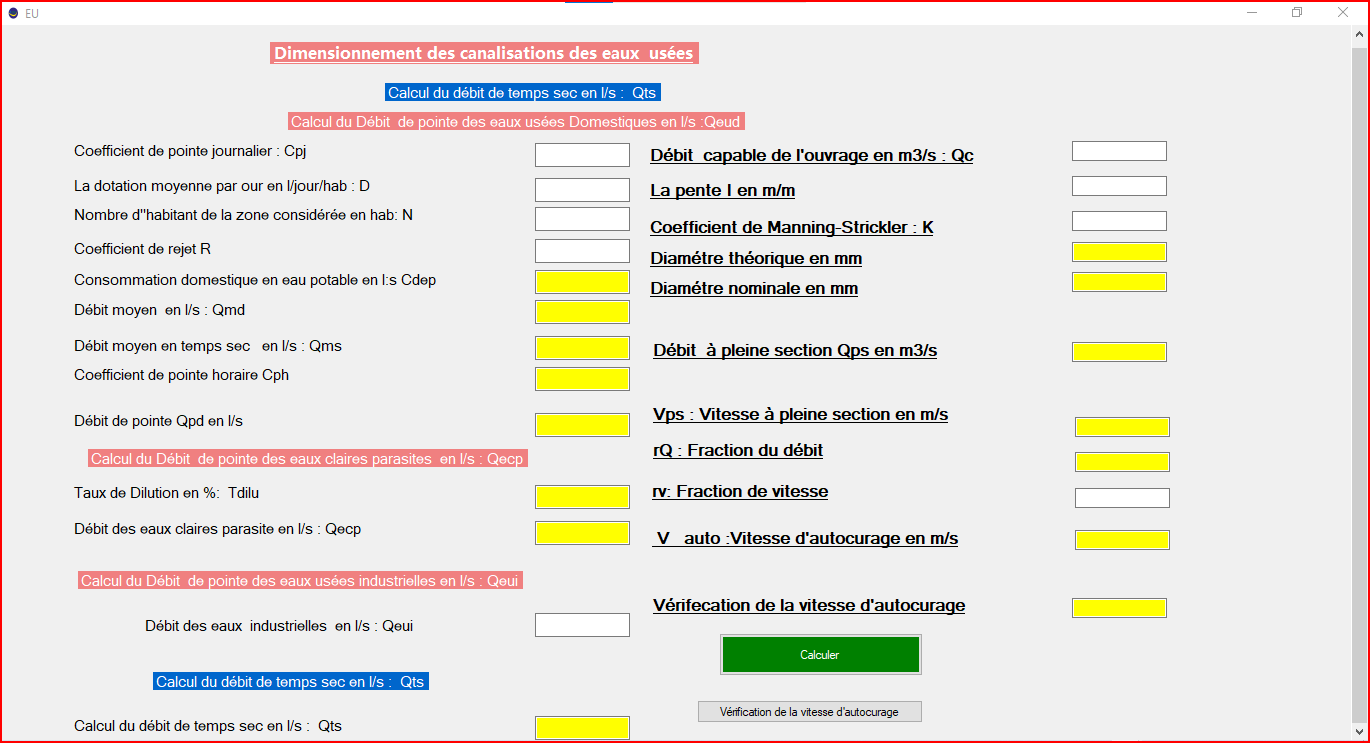 EU
Dimensionnement des canalisations des eaux  usées
Calcul du débit de temps sec en l/s :  Qts
Calcul du Débit  de pointe des eaux usées Domestiques en l/s :Qeud
Coefficient de pointe journalier : Cpj
La dotation moyenne par our en l/jour/hab : D
Nombre d''habitant de la zone considérée en hab: N
Coefficient de rejet R
Consommation domestique en eau potable en l:s Cdep
Débit moyen  en l/s : Qmd
Débit moyen en temps sec   en l/s : Qms
Coefficient de pointe horaire Cph
Débit de pointe Qpd en l/s
Calcul du Débit  de pointe des eaux claires parasites  en l/s : Qecp
Taux de Dilution en %:  Tdilu
Débit des eaux claires parasite en l/s : Qecp
Calcul du Débit  de pointe des eaux usées industrielles en l/s : Qeui
Débit des eaux  industrielles  en l/s : Qeui
Calcul du débit de temps sec en l/s :  Qts
Calcul du débit de temps sec en l/s :  Qts
Débit  capable de l'ouvrage en m3/s : Qc
La pente I en m/m
Coefficient de Manning-Strickler : K
Diamétre théorique en mm
Diamétre nominale en mm
Débit  à pleine section Qps en m3/s
Vps : Vitesse à pleine section en m/s
rQ : Fraction du débit
rv: Fraction de vitesse
V   auto :Vitesse d'autocurage en m/s
Vérifecation de la vitesse d'autocurage
Calculer
Vérification de la vitesse d'autocurage